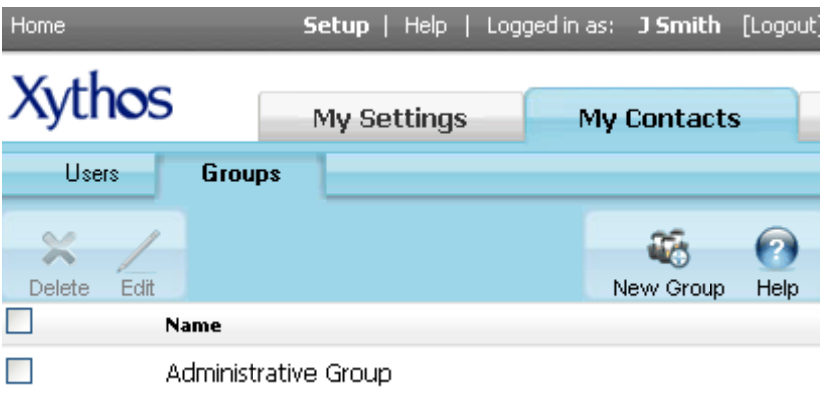 Home Setup | Help | Logged in as: J Smith [Logout]
Xythos
My Settings My Contacts
Users Groups
Delete Edit New Group Help
Name
Administrative Group